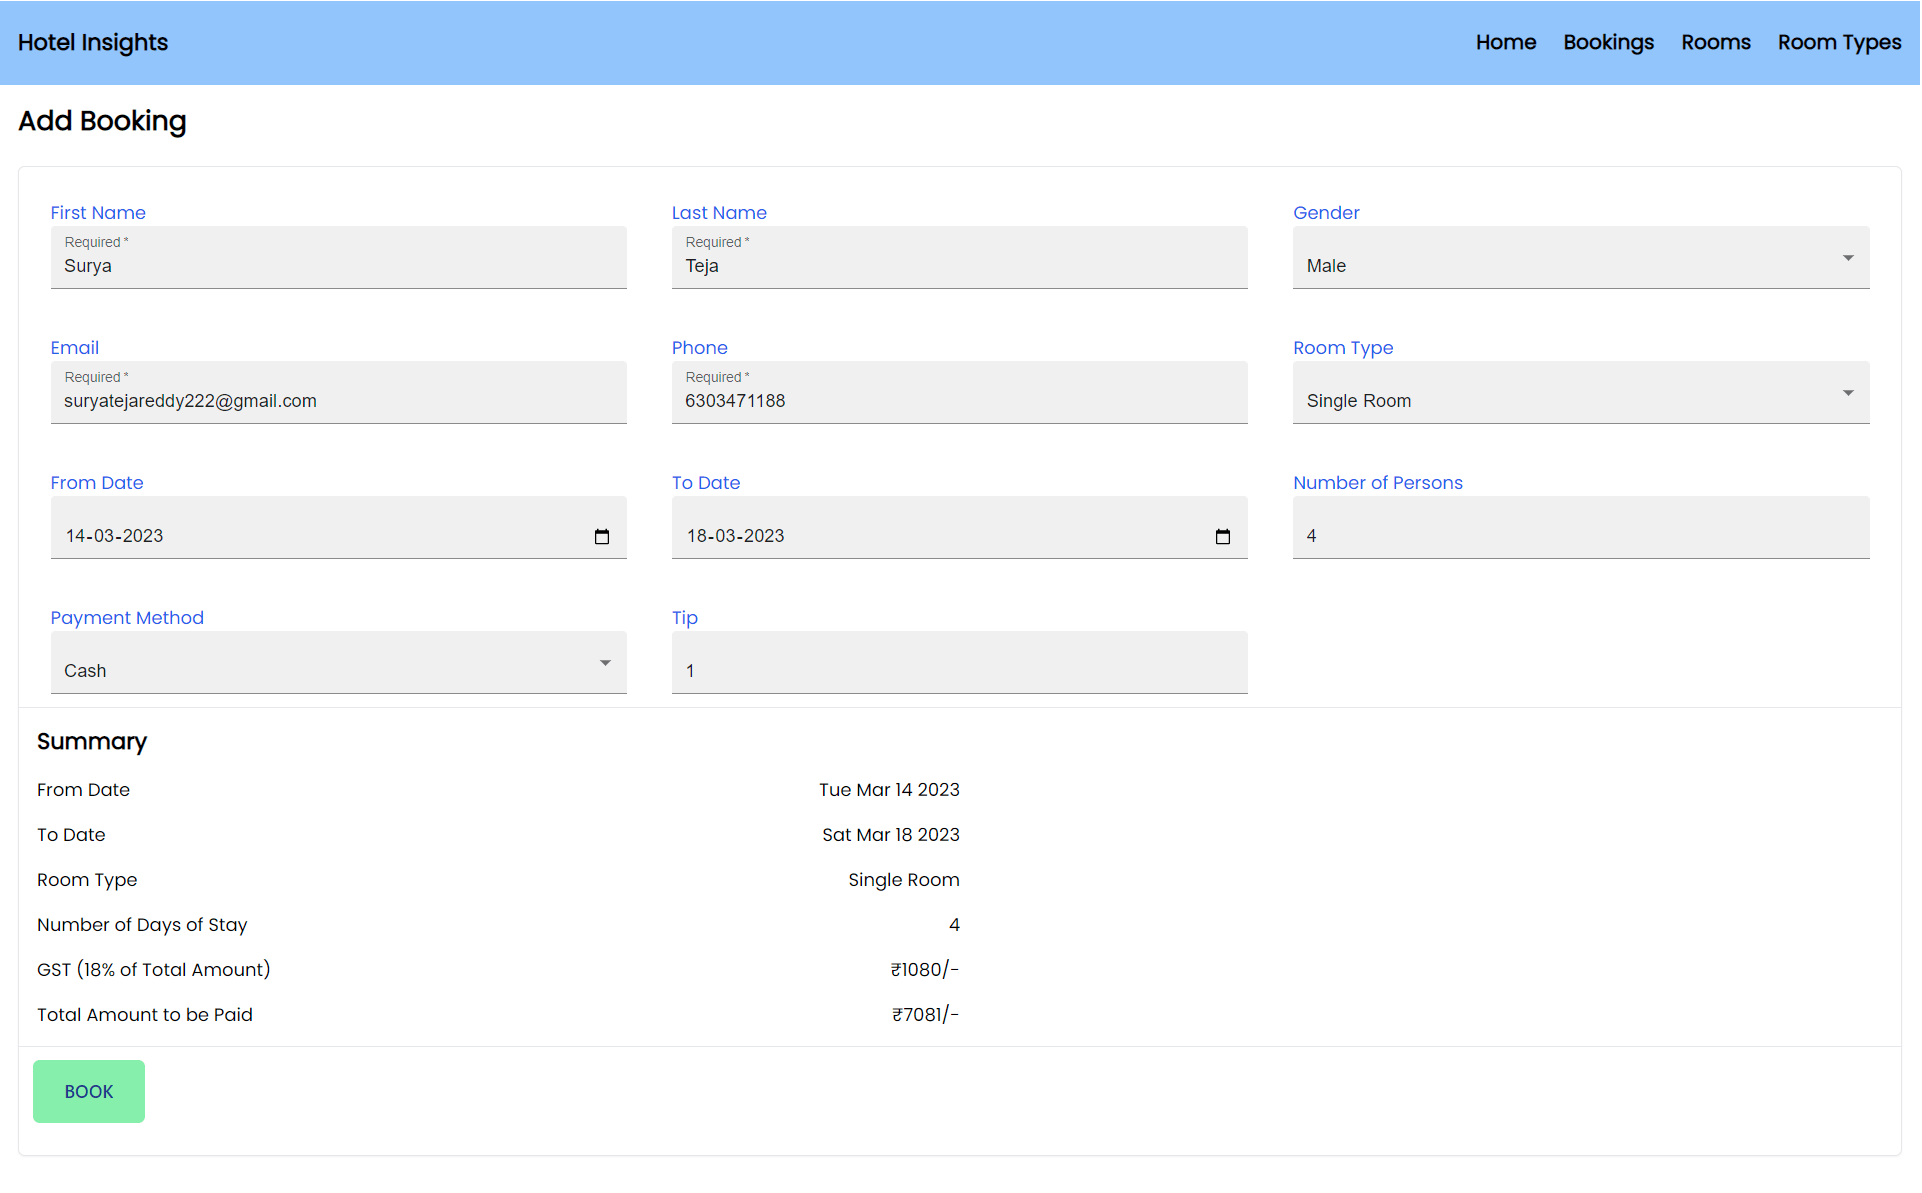 Hotel Insights Home Bookings Rooms Room Types
Add Booking
First Name Last Name Gender
Required * Required *
Surya Teja Male
Email Phone Room Type
Required * Required *
suryatejareddy222@gmail.com 6303471188 Single Room
From Date To Date Number of Persons
14-03-2023 18-03-2023 4
Payment Method Tip
Cash 1
Summary
From Date Tue Mar 14 2023
To Date Sat Mar 18 2023
Room Type Single Room
Number of Days of Stay 4
GST (18% of Total Amount) ₹1080/-
Total Amount to be Paid ₹7081/-
BOOK